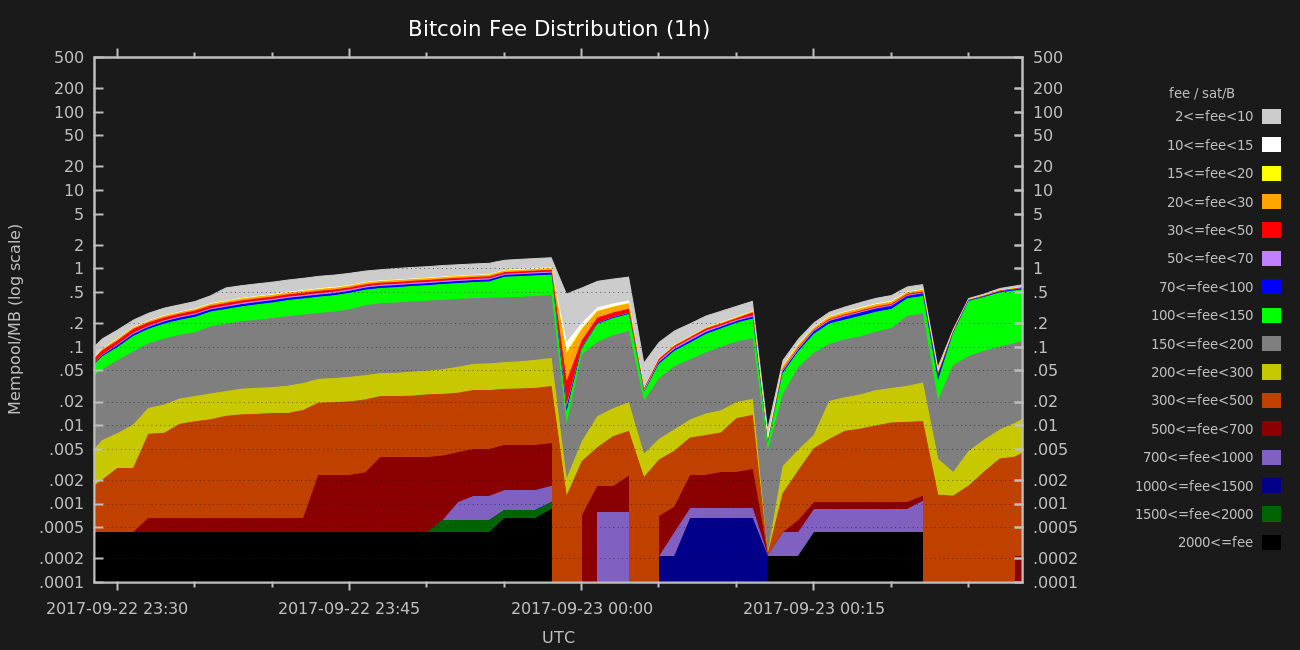 Bitcoin Fee Distribution (1h)
500 500
200 200
100 100
50 50
20 20
10 10
5 5
2 2
1 1
.5 .5
.2 .2
.1 .1
.05 .05
.02 .02
.01 .01
.005 .005
.002 .002
.001 .001
.0005 .0005
.0002 .0002
.0001 .0001
Mempool/MB (log scale)
2017-09-22 23:30 2017-09-22 23:45 2017-09-23 00:00 2017-09-23 00:15
UTC
fee / sat/B
2<=fee<10
10<=fee<15
15<=fee<20
20<=fee<30
30<=fee<50
50<=fee<70
70<=fee<100
100<=fee<150
150<=fee<200
200<=fee<300
300<=fee<500
500<=fee<700
700<=fee<1000
1000<=fee<1500
1500<=fee<2000
2000<=fee